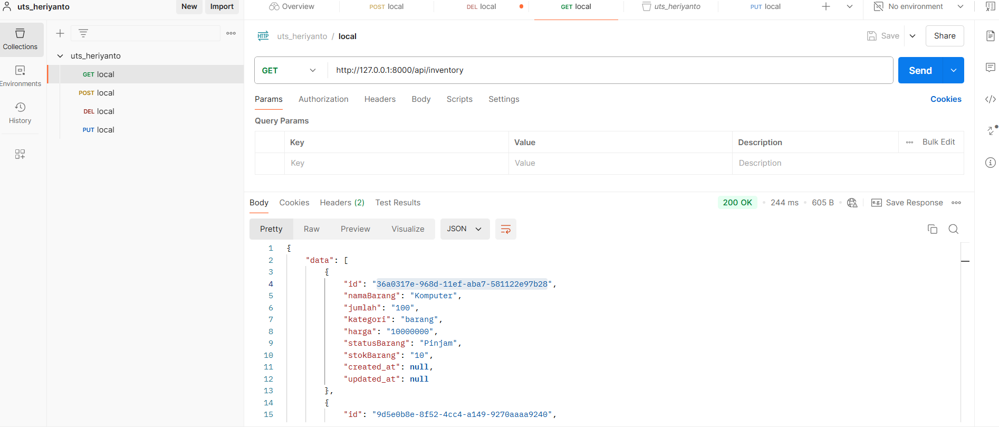 uts_heriyanto
New
Import
Overview
POST local
DEL local
GET local
uts_heriyanto
PUT local
No environment
Collections
Environments
History
uts_heriyanto
GET local
POST local
DEL local
PUT local
HTTP
uts_heriyanto / local
Save
Share
GET
http://127.0.0.1:8000/api/inventory
Send
Params
Authorization
Headers
Body
Scripts
Settings
Cookies
Query Params
Key
Value
Description
Bulk Edit
Key
Value
Description
Body
Cookies
Headers (2)
Test Results
200 OK
244 ms
605 B
e.g.
Save Response
Pretty
Raw
Preview
Visualize
JSON
1 {
2 "data": [
3 {
4 "id": "36a0317e-968d-11ef-aba7-581122e97b28",
5 "namaBarang": "Komputer",
6 "jumlah": "100",
7 "kategori": "barang",
8 "harga": "10000000",
9 "statusBarang": "Pinjam",
10 "stokBarang": "10",
11 "created_at": null,
12 "updated_at": null
13 },
14 {
15 "id": "9d5e0b8e-8f52-4cc4-a149-9270aaaa9240",